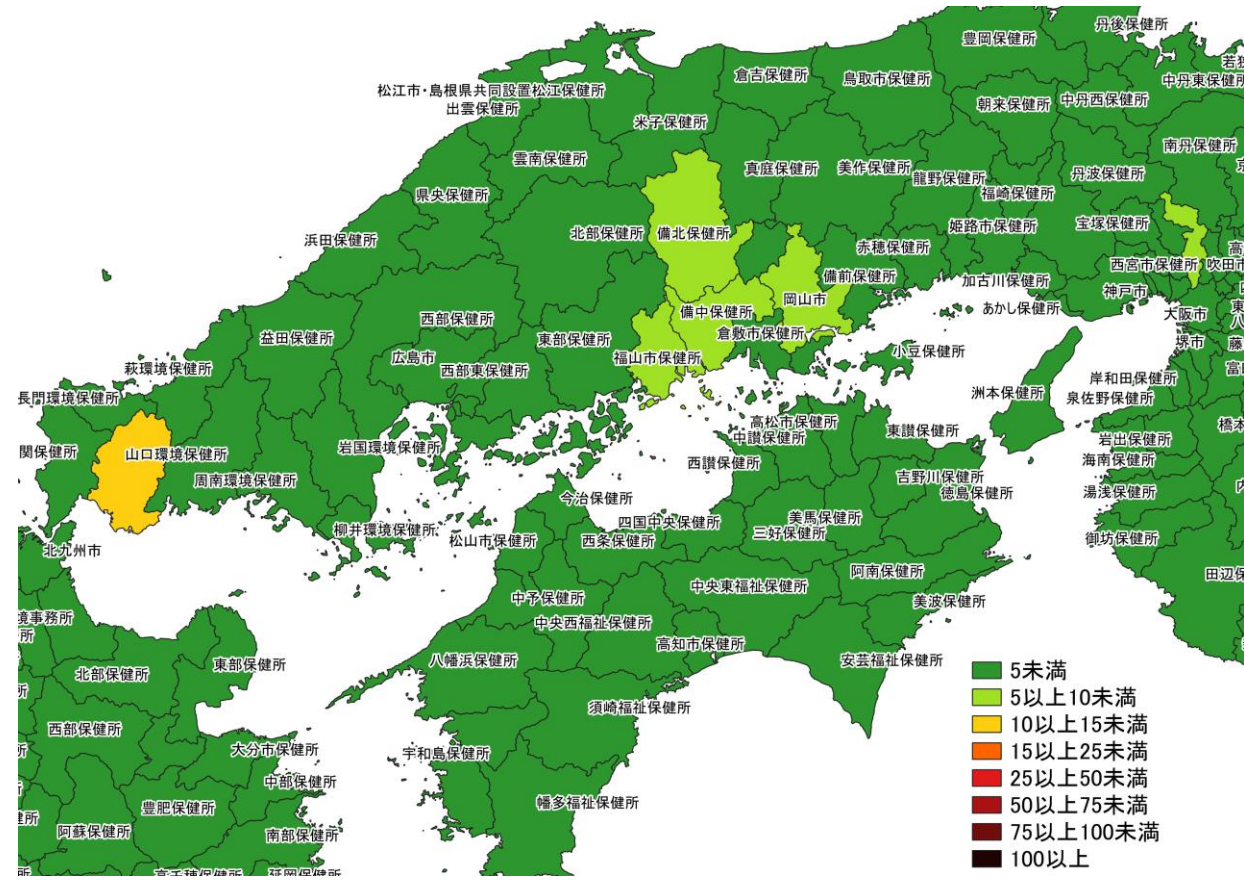 丹後保健所
豊岡保健所
若狭
倉吉保健所
鳥取市保健所
中丹東保健所
松江市・島根県共同設置松江保健所
朝来保健所
中丹西保健所
出雲保健所
米子保健所
南丹保健所
雲南保健所
真庭保健所
美作保健所
龍野保健所
丹波保健所
県央保健所
福崎保健所
浜田保健所
北部保健所
備北保健所
姫路市保健所
宝塚保健所
赤穂保健所
備前保健所
西宮市保健所
吹田市
加古川保健所
神戸市
岡山市
備中保健所
あかし保健所
大阪市
西部保健所
東部保健所
倉敷市保健所
益田保健所
堺市
広島市
福山市保健所
小豆保健所
萩環境保健所
西部東保健所
岸和田保健所
長門環境保健所
洲本保健所
泉佐野保健所
高松市保健所
東讃保健所
中讃保健所
岩出保健所
橋本
関保健所
山口環境保健所
岩国環境保健所
西讃保健所
海南保健所
周南環境保健所
吉野川保健所
徳島保健所
湯浅保健所
今治保健所
四国中央保健所
美馬保健所
柳井環境保健所
松山市保健所
西条保健所
三好保健所
御坊保健所
北九州市
阿南保健所
田辺保
中央東福祉保健所
中予保健所
美波保健所
境事務所
中央西福祉保健所
高知市保健所
東部保健所
八幡浜保健所
安芸福祉保健所
北部保健所
須崎福祉保健所
西部保健所
大分市保健所
宇和島保健所
中部保健所
豊肥保健所
幡多福祉保健所
阿蘇保健所
南部保健所
高千穂保健所
延岡保健所
5未満
5以上10未満
10以上15未満
15以上25未満
25以上50未満
50以上75未満
75以上100未満
100以上